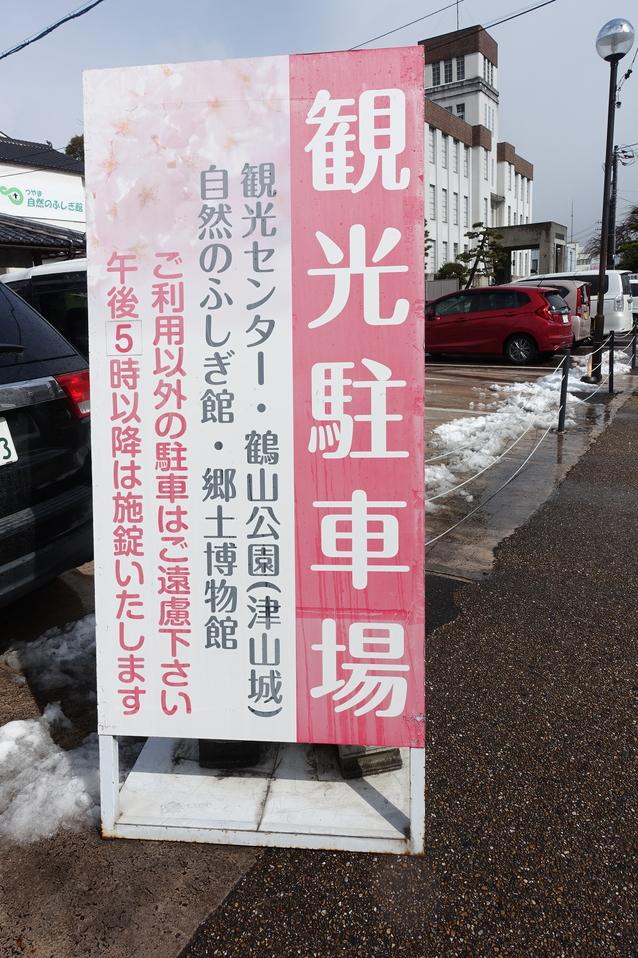 観光駐車場
観光センター・鶴山公園(津山城)
自然のふしぎ館・郷土博物館
ご利用以外の駐車はご遠慮下さい
午後5時以降は施錠いたします
つやま
自然のふしぎ館
3